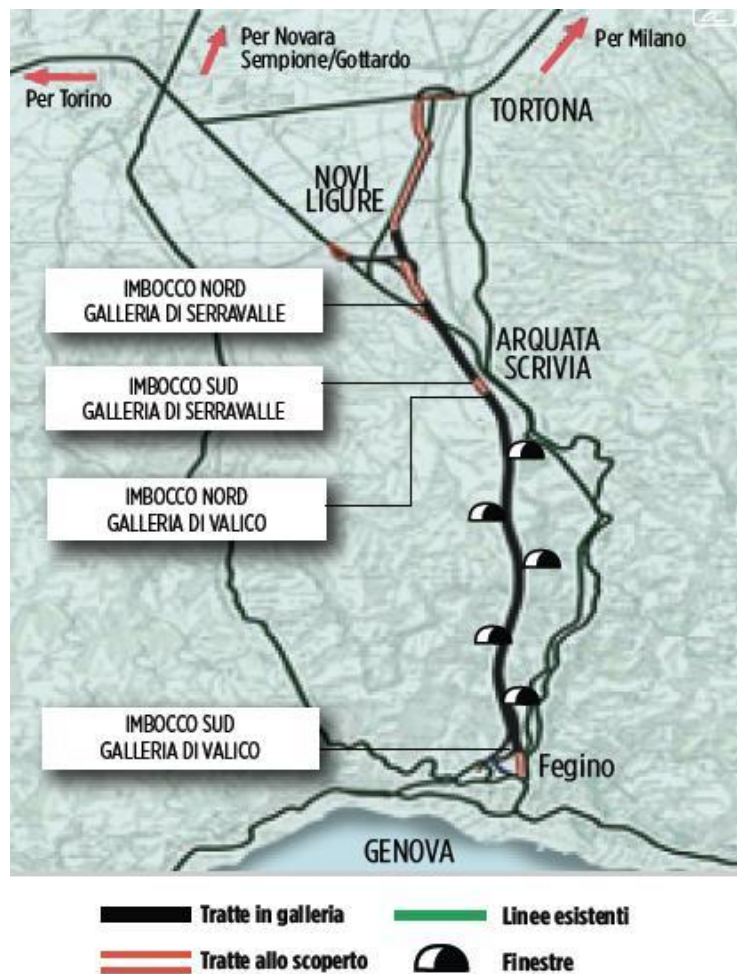 Per Novara
Sempione/Gottardo
Per Milano
Per Torino
TORTONA
NOVI
LIGURE
IMBOCCO NORD
GALLERIA DI SERRAVALLE
ARQUATA
SCRIVIA
IMBOCCO SUD
GALLERIA DI SERRAVALLE
IMBOCCO NORD
GALLERIA DI VALICO
IMBOCCO SUD
GALLERIA DI VALICO
Fegino
GENOVA
Tratte in galleria
Linee esistenti
Tratte allo scoperto
Finestre